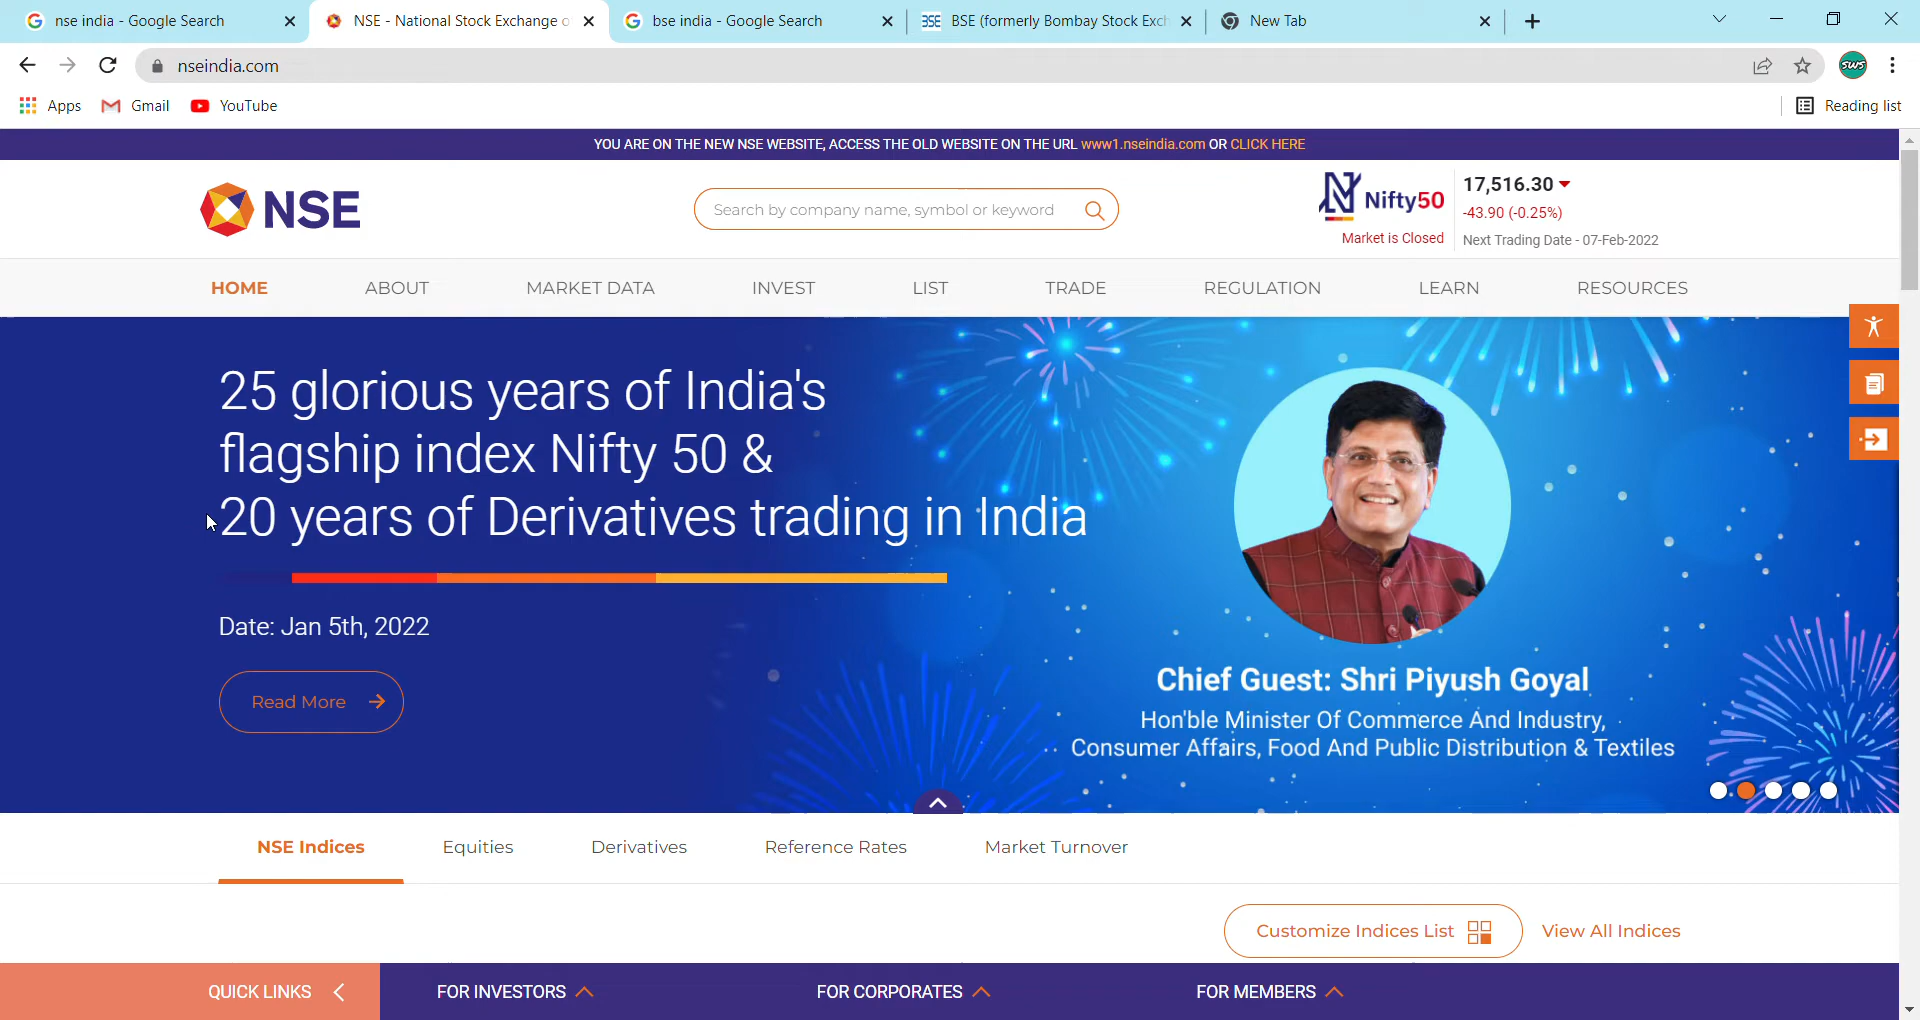 nse india - Google Search
NSE - National Stock Exchange o
bse india - Google Search
BSE (formerly Bombay Stock Exch
New Tab
nseindia.com
SWS
Apps
Gmail
YouTube
Reading list
YOU ARE ON THE NEW NSE WEBSITE, ACCESS THE OLD WEBSITE ON THE URL www1.nseindia.com OR CLICK HERE
NSE
Search by company name, symbol or keyword
Nifty50
17,516.30
-43.90 (-0.25%)
Market is Closed
Next Trading Date - 07-Feb-2022
HOME
ABOUT
MARKET DATA
INVEST
LIST
TRADE
REGULATION
LEARN
RESOURCES
25 glorious years of India's
flagship index Nifty 50 &
20 years of Derivatives trading in India
Date: Jan 5th, 2022
Read More
Chief Guest: Shri Piyush Goyal
Hon'ble Minister Of Commerce And Industry,
Consumer Affairs, Food And Public Distribution & Textiles
NSE Indices
Equities
Derivatives
Reference Rates
Market Turnover
Customize Indices List
View All Indices
QUICK LINKS
FOR INVESTORS
FOR CORPORATES
FOR MEMBERS